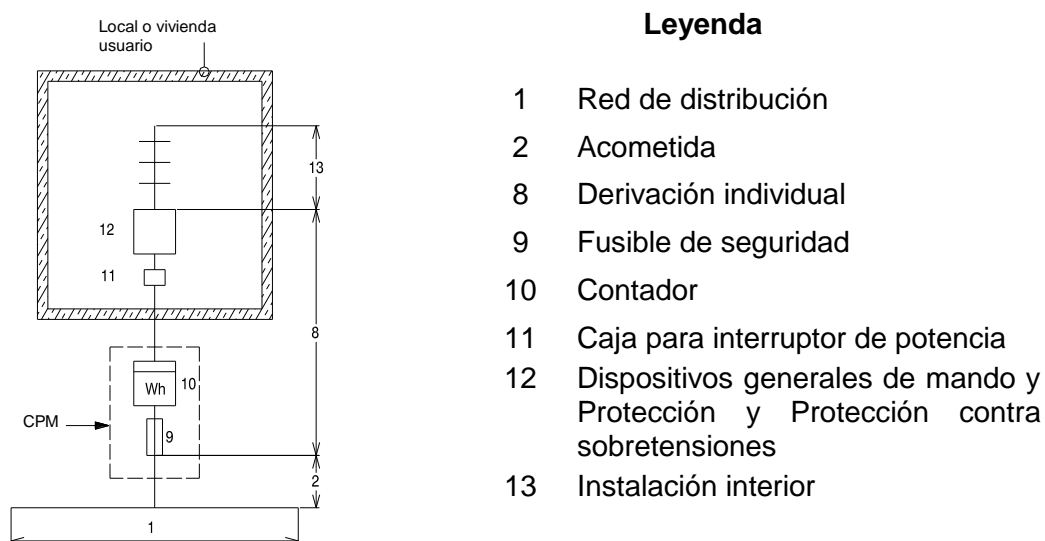 Local o vivienda
usuario
13
12
11
8
Wh
10
CPM
9
2
1
Leyenda
1 Red de distribución
2 Acometida
8 Derivación individual
9 Fusible de seguridad
10 Contador
11 Caja para interruptor de potencia
12 Dispositivos generales de mando y
Protección y Protección contra
sobretensiones
13 Instalación interior